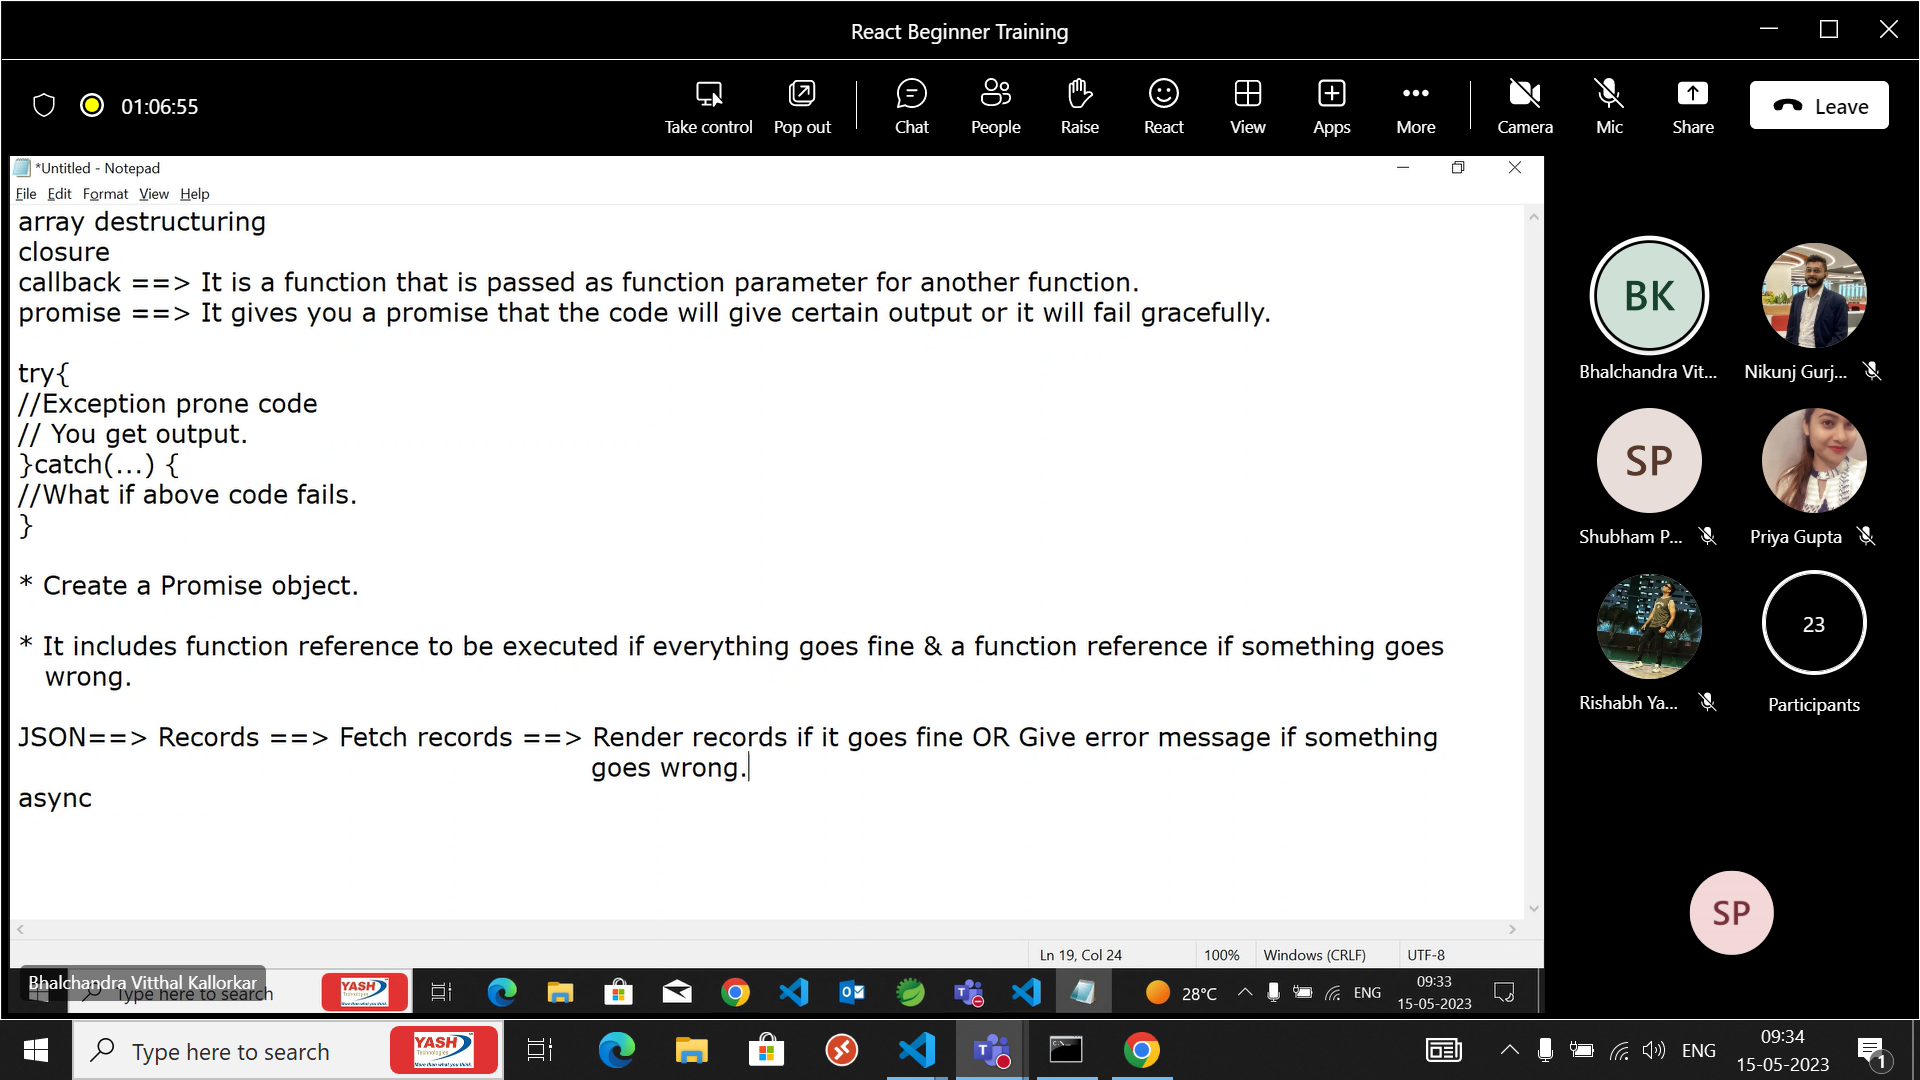 React Beginner Training
01:06:55
Take control
Pop out
Chat
People
Raise
React
View
Apps
More
Camera
Mic
Share
Leave
*Untitled - Notepad
File Edit Format View Help
array destructuring
closure
callback ==> It is a function that is passed as function parameter for another function.
promise ==> It gives you a promise that the code will give certain output or it will fail gracefully.
try{
//Exception prone code
// You get output.
}catch(...) {
//What if above code fails.
}
* Create a Promise object.
* It includes function reference to be executed if everything goes fine & a function reference if something goes
wrong.
JSON==> Records ==> Fetch records ==> Render records if it goes fine OR Give error message if something
goes wrong.
async
Ln 19, Col 24
100%
Windows (CRLF)
UTF-8
BK
Bhalchandra Vit...
Nikunj Gurj...
SP
Shubham P...
Priya Gupta
Rishabh Ya...
23
Participants
SP
Bhalchandra Vitthal Kallorkar
Type here to search
YASH
Technologies
28°C
ENG
09:33
15-05-2023
Type here to search
YASH
Technologies
More than what you think.
ENG
09:34
15-05-2023
1